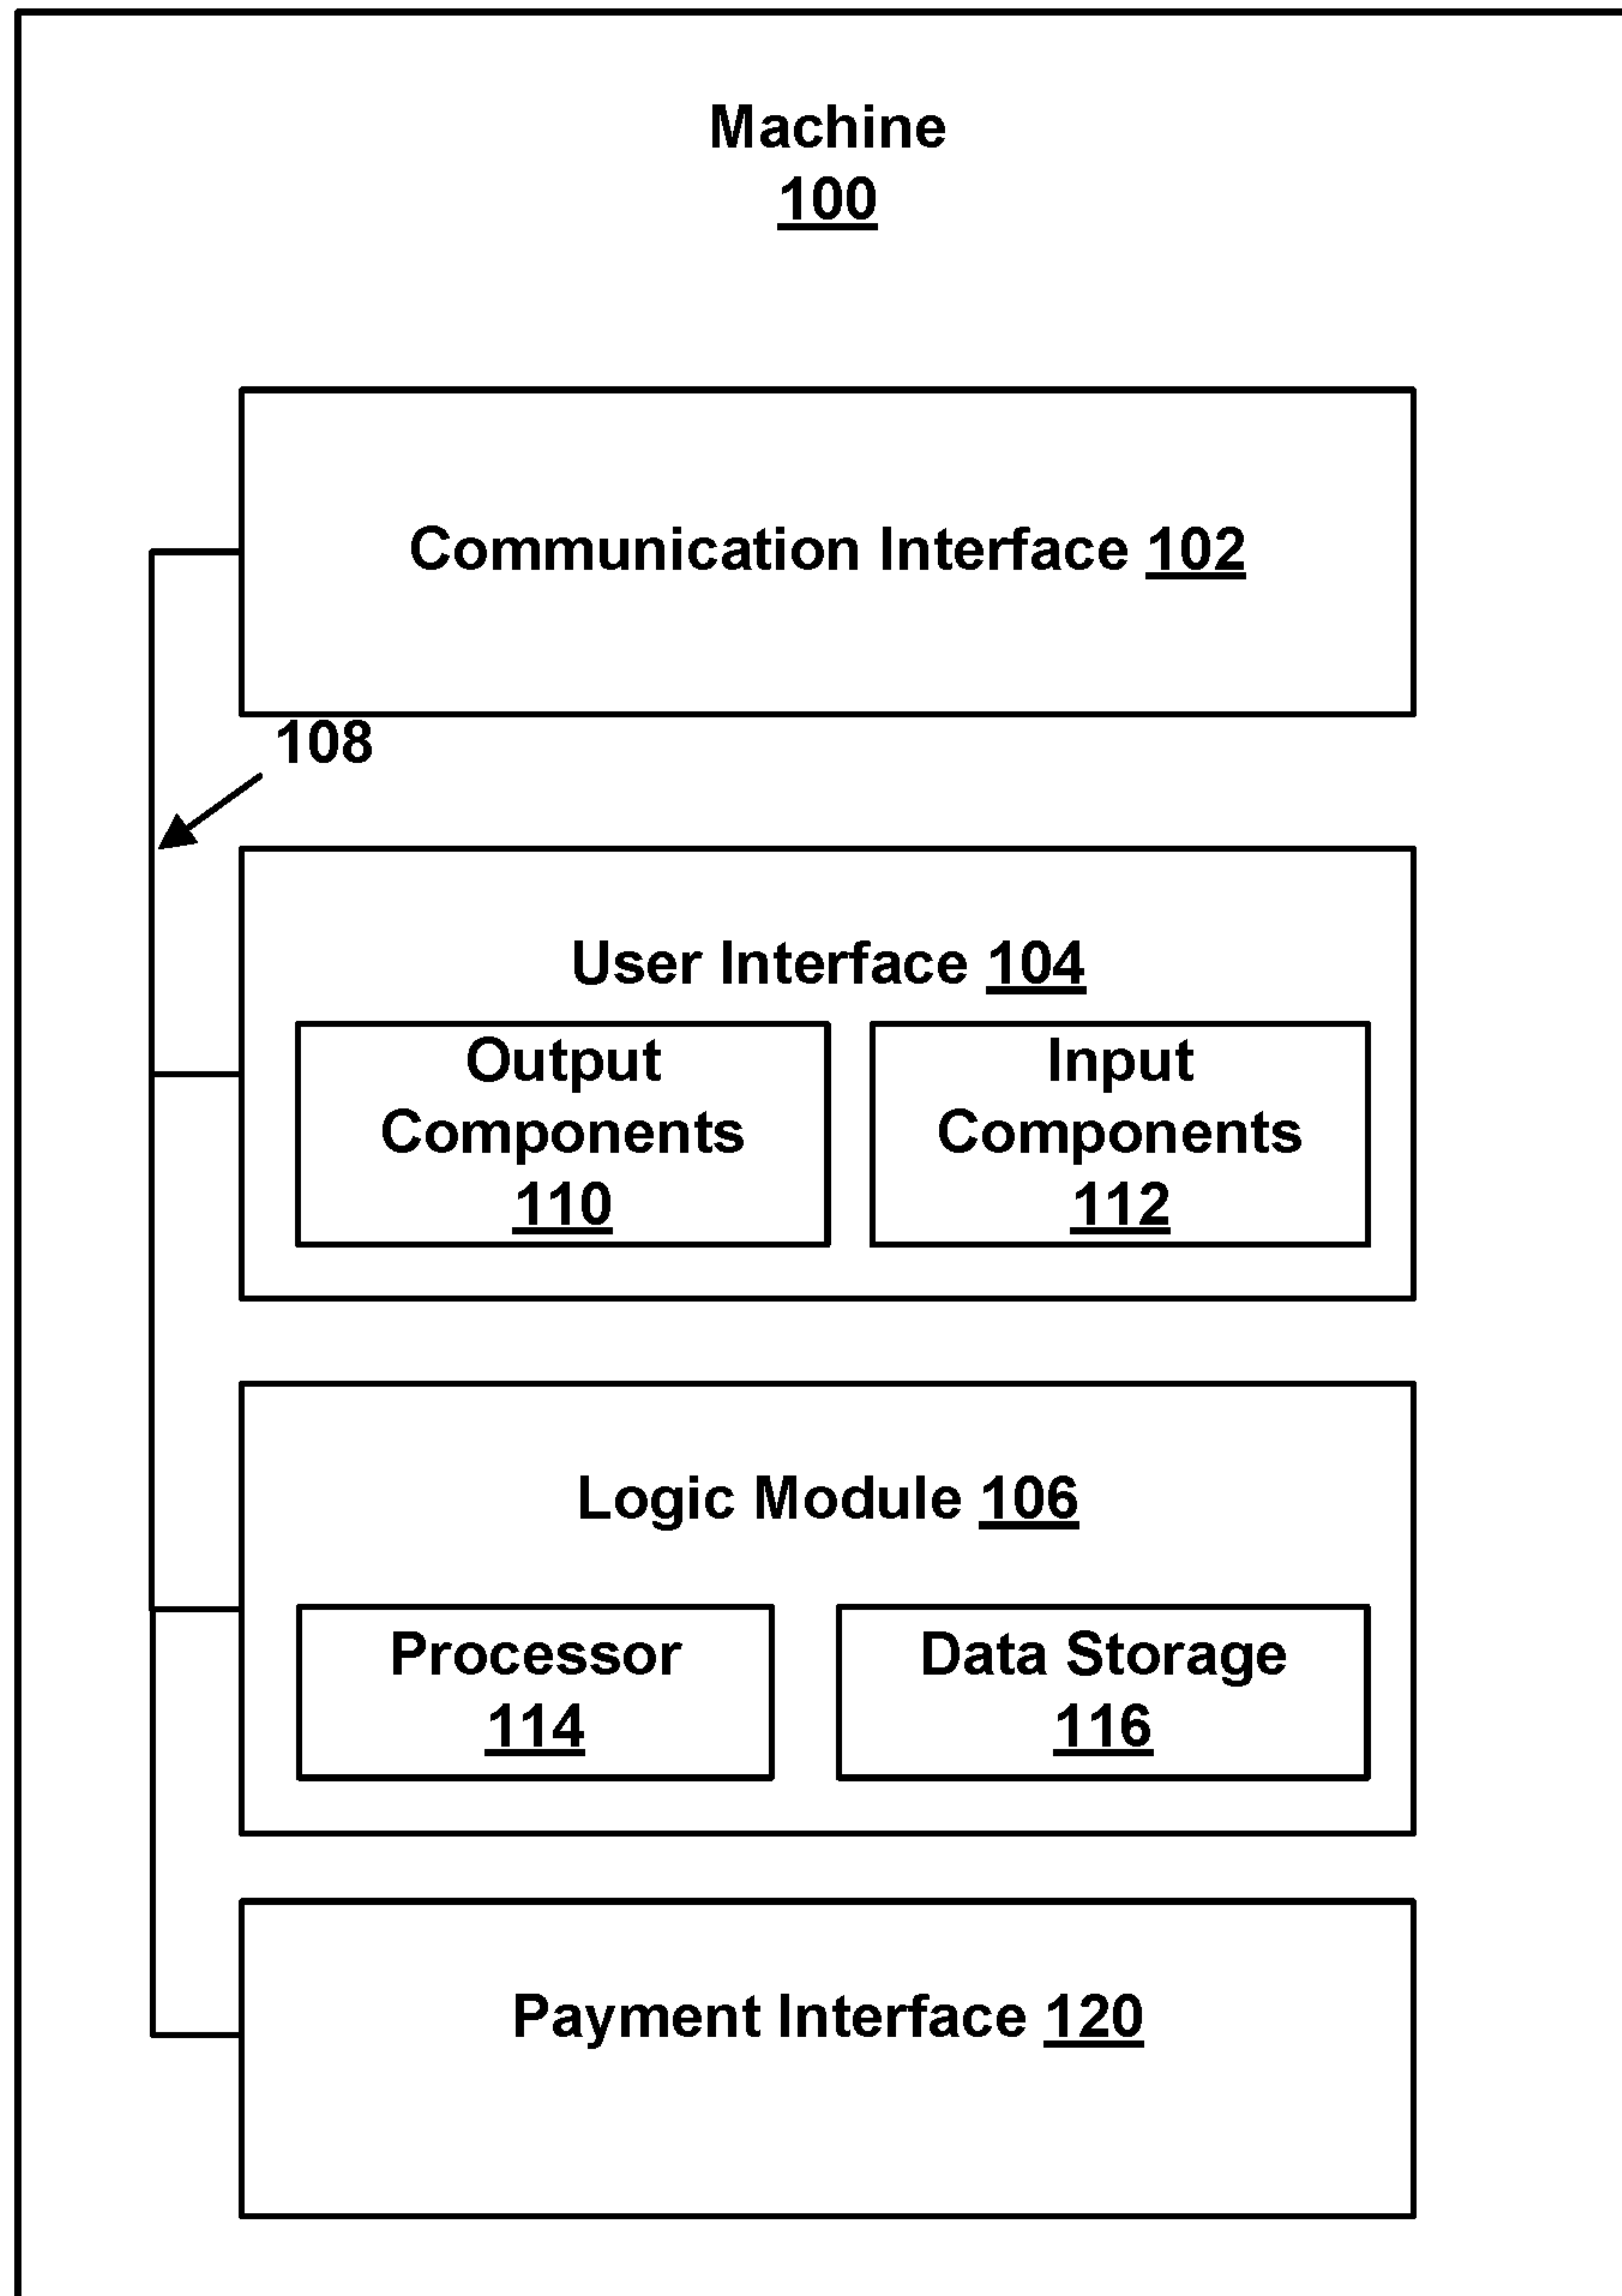 Machine
100
Communication Interface 102
108
User Interface 104
Output
Components
110
Input
Components
112
Logic Module 106
Processor
114
Data Storage
116
Payment Interface 120